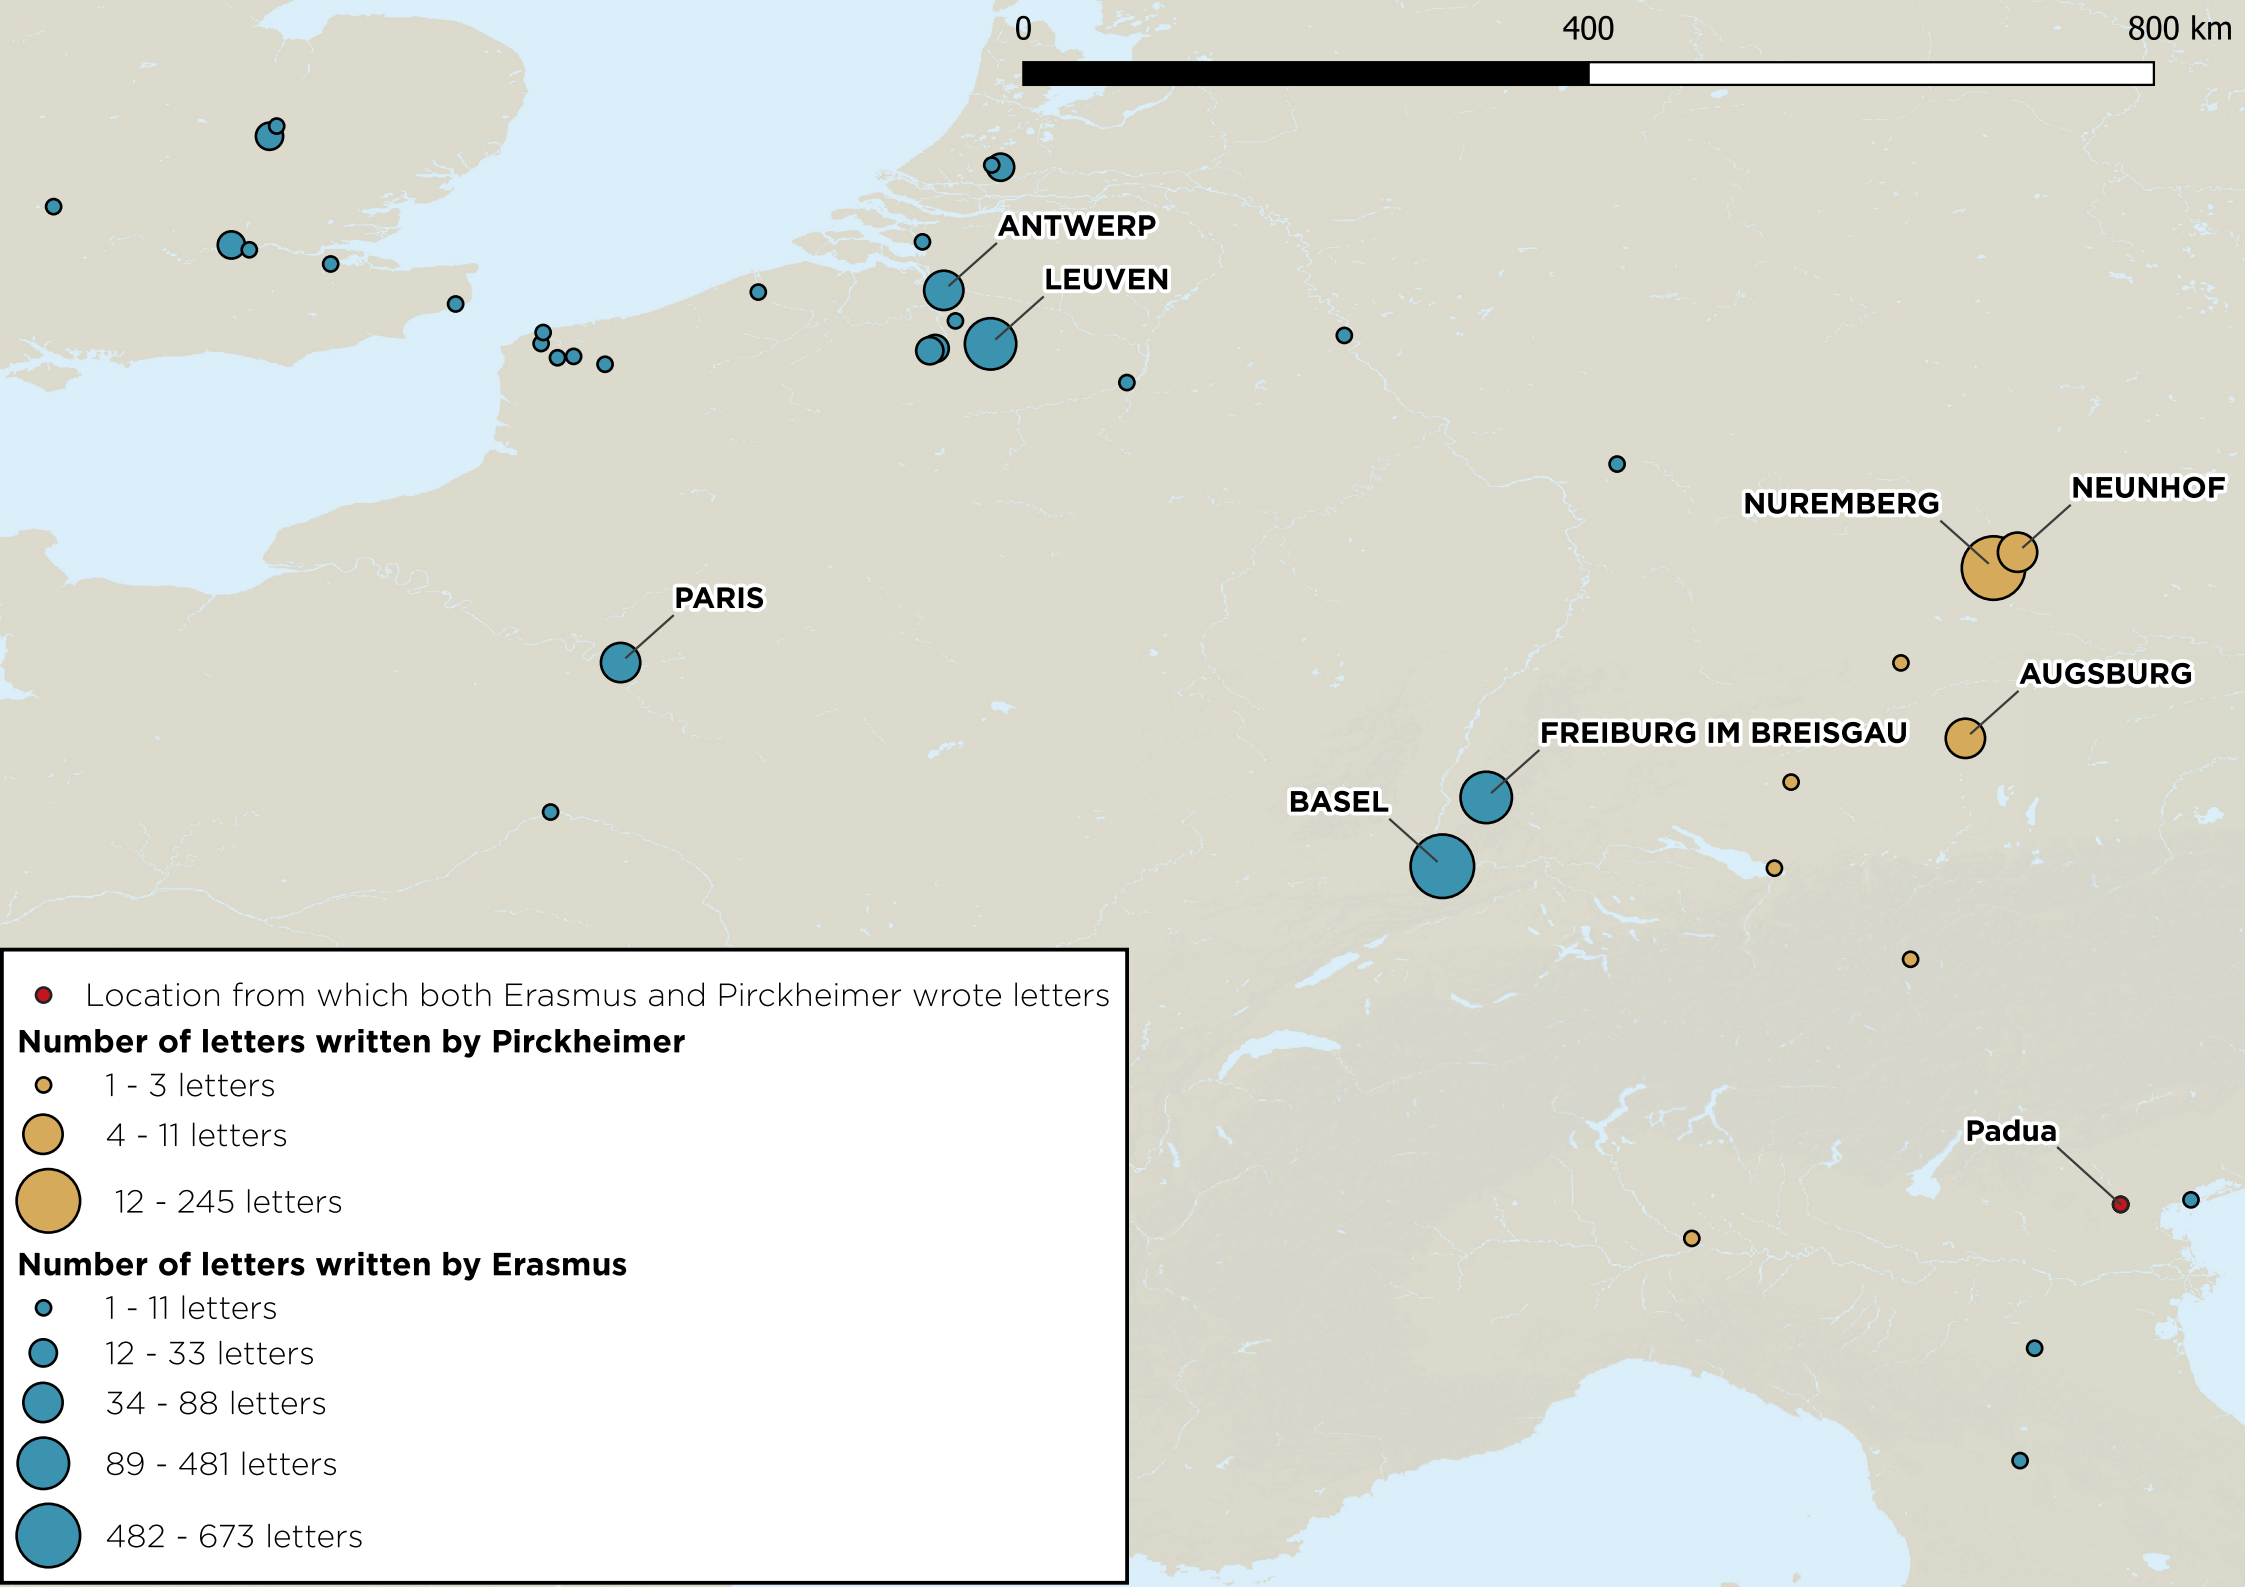 0 400 800 km
ANTWERP
LEUVEN
NEUNHOF
NUREMBERG
PARIS
AUGSBURG
FREIBURG IM BREISGAU
BASEL
Padua
Location from which both Erasmus and Pirckheimer wrote letters
Number of letters written by Pirckheimer
1 - 3 letters
4 - 11 letters
12 - 245 letters
Number of letters written by Erasmus
1 - 11 letters
12 - 33 letters
34 - 88 letters
89 - 481 letters
482 - 673 letters